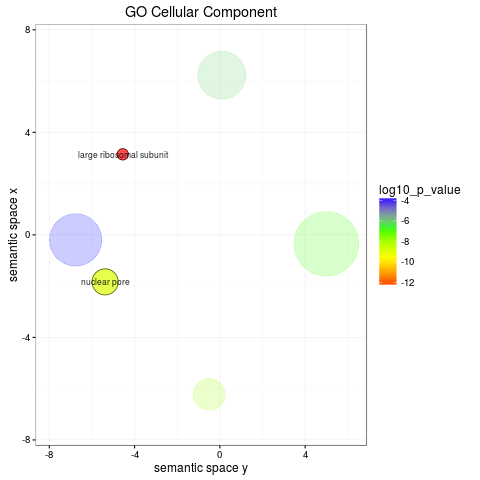 GO Cellular Component
8
4
0
-4
-8
semantic space x
large ribosomal subunit
nuclear pore
-8
-4
0
4
semantic space y
log10_p_value
-4
-6
-8
-10
-12